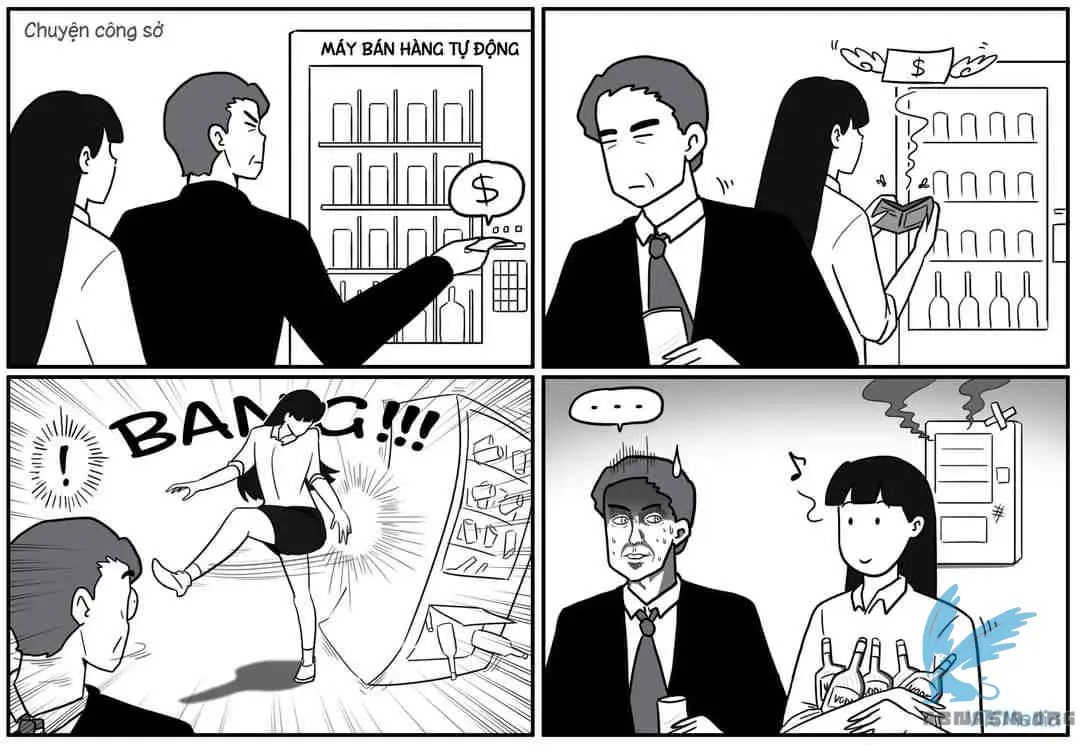 Chuyện công sở
MÁY BÁN HÀNG TỰ ĐỘNG
$
$
BANG!!!
!
...